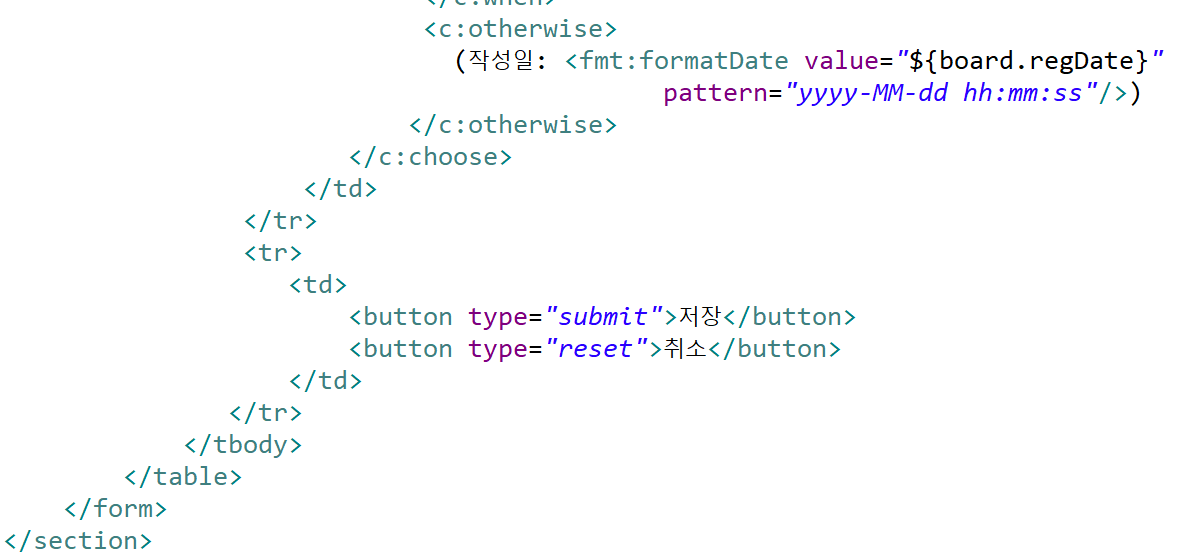 </c:when>
<c:otherwise>
(작성일: <fmt:formatDate value="${board.regDate}"
pattern="yyyy-MM-dd hh:mm:ss"/>)
</c:otherwise>
</c:choose>
</td>
</tr>
<tr>
<td>
<button type="submit">저장</button>
<button type="reset">취소</button>
</td>
</tr>
</tbody>
</table>
</form>
</section>